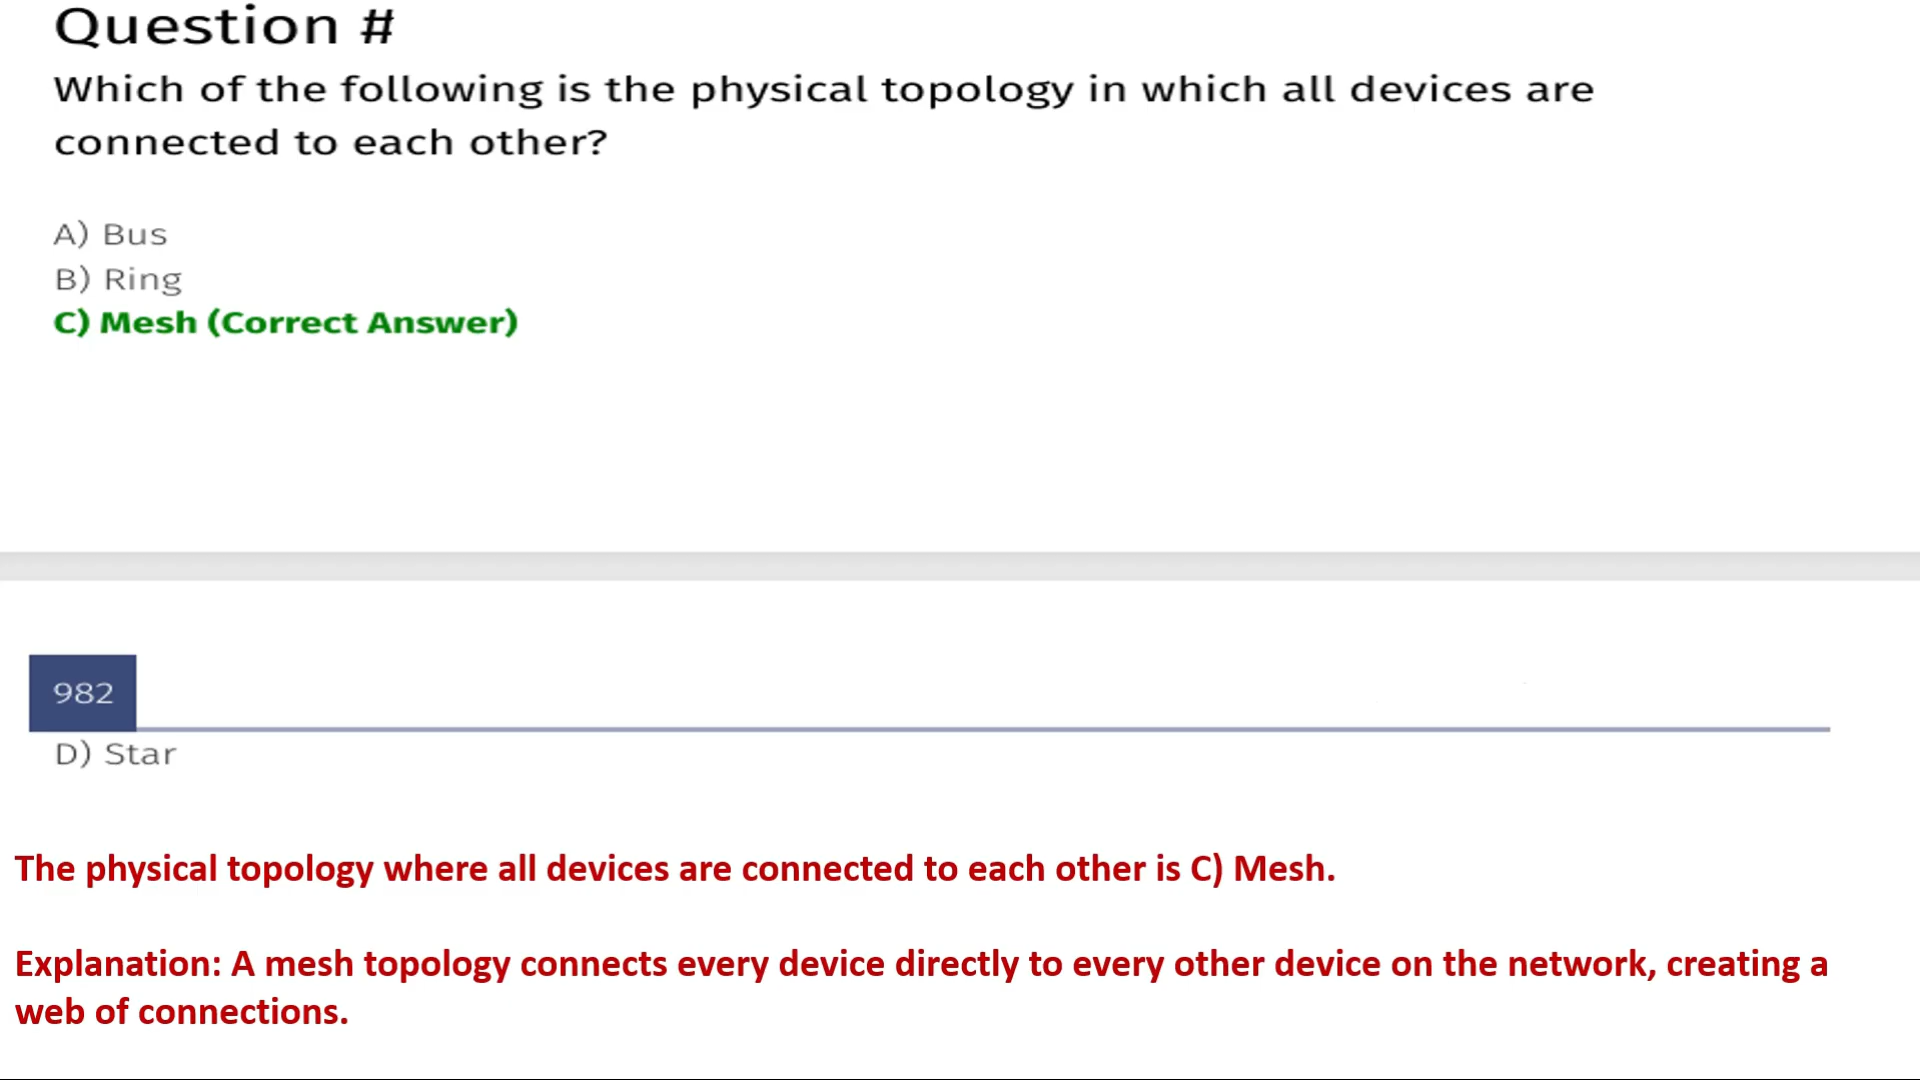 Question #
Which of the following is the physical topology in which all devices are
connected to each other?
A) Bus
B) Ring
C) Mesh (Correct Answer)
982
D) Star
The physical topology where all devices are connected to each other is C) Mesh.
Explanation: A mesh topology connects every device directly to every other device on the network, creating a
web of connections.